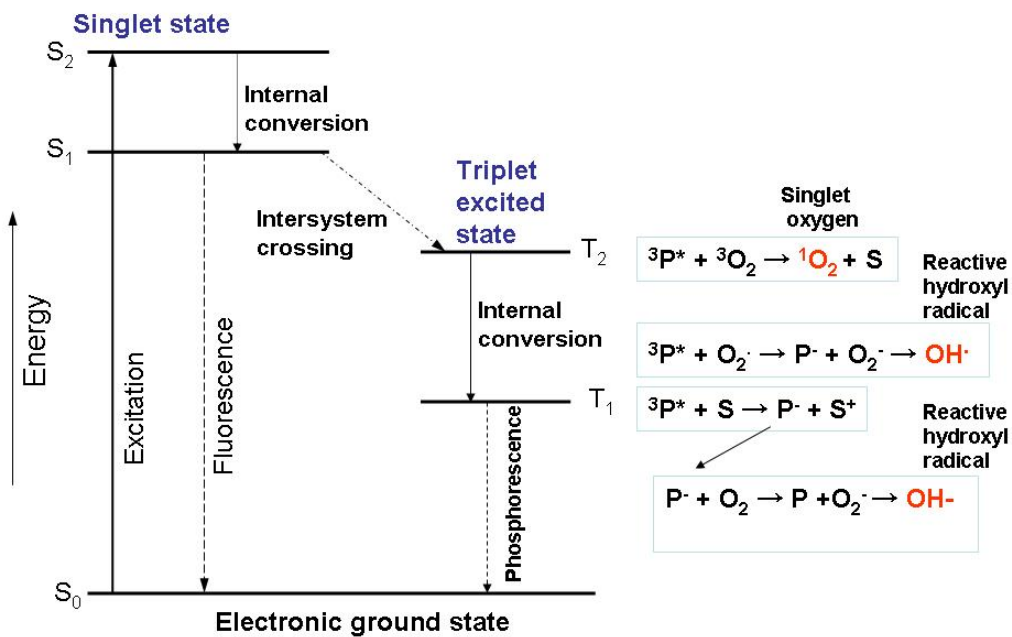 Singlet state
S₂
Internal
conversion
S₁
Triplet
excited
state
Intersystem
crossing
T₂
Singlet
oxygen
³P* + ³O₂ → ¹O₂ + S
Reactive
hydroxyl
radical
Internal
conversion
³P* + O₂· → P⁻ + O₂·⁻ → OH·
T₁
³P* + S → P⁻ + S⁺
Reactive
hydroxyl
radical
P⁻ + O₂ → P +O₂·⁻ → OH-
Energy
Excitation
Fluorescence
Phosphorescence
S₀
Electronic ground state